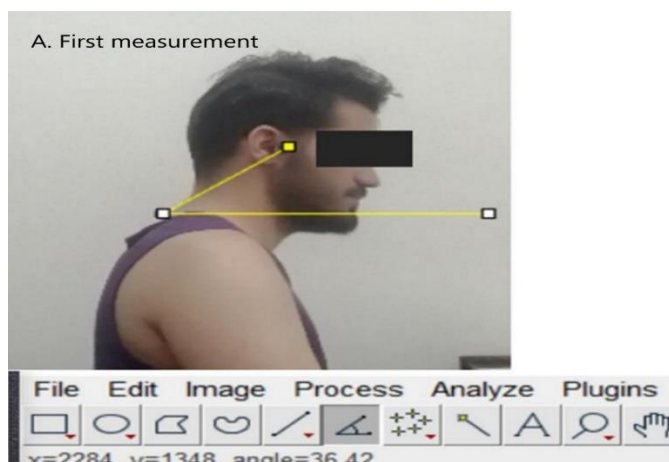 A. First measurement
File Edit Image Process Analyze Plugins
x=2284, y=1348, angle=36.42